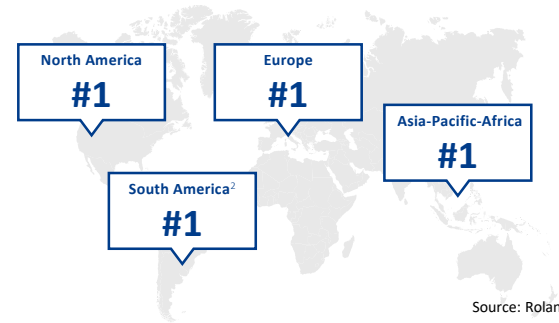 North America
#1
Europe
#1
Asia-Pacific-Africa
#1
South America²
#1
Source: Rolan